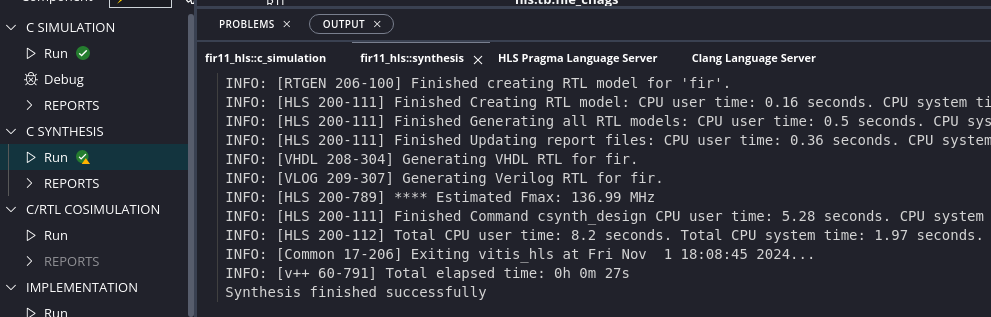 Component
hls.tb.file_cflags
C SIMULATION
Run
Debug
REPORTS
C SYNTHESIS
Run
REPORTS
C/RTL COSIMULATION
Run
REPORTS
IMPLEMENTATION
Run
PROBLEMS
OUTPUT
fir11_hls::c_simulation
fir11_hls::synthesis
HLS Pragma Language Server
Clang Language Server
INFO: [RTGEN 206-100] Finished creating RTL model for 'fir'.
INFO: [HLS 200-111] Finished Creating RTL model: CPU user time: 0.16 seconds. CPU system ti
INFO: [HLS 200-111] Finished Generating all RTL models: CPU user time: 0.5 seconds. CPU sys
INFO: [HLS 200-111] Finished Updating report files: CPU user time: 0.36 seconds. CPU system
INFO: [VHDL 208-304] Generating VHDL RTL for fir.
INFO: [VLOG 209-307] Generating Verilog RTL for fir.
INFO: [HLS 200-789] **** Estimated Fmax: 136.99 MHz
INFO: [HLS 200-111] Finished Command csynth_design CPU user time: 5.28 seconds. CPU system
INFO: [HLS 200-112] Total CPU user time: 8.2 seconds. Total CPU system time: 1.97 seconds.
INFO: [Common 17-206] Exiting vitis_hls at Fri Nov  1 18:08:45 2024...
INFO: [v++ 60-791] Total elapsed time: 0h 0m 27s
Synthesis finished successfully